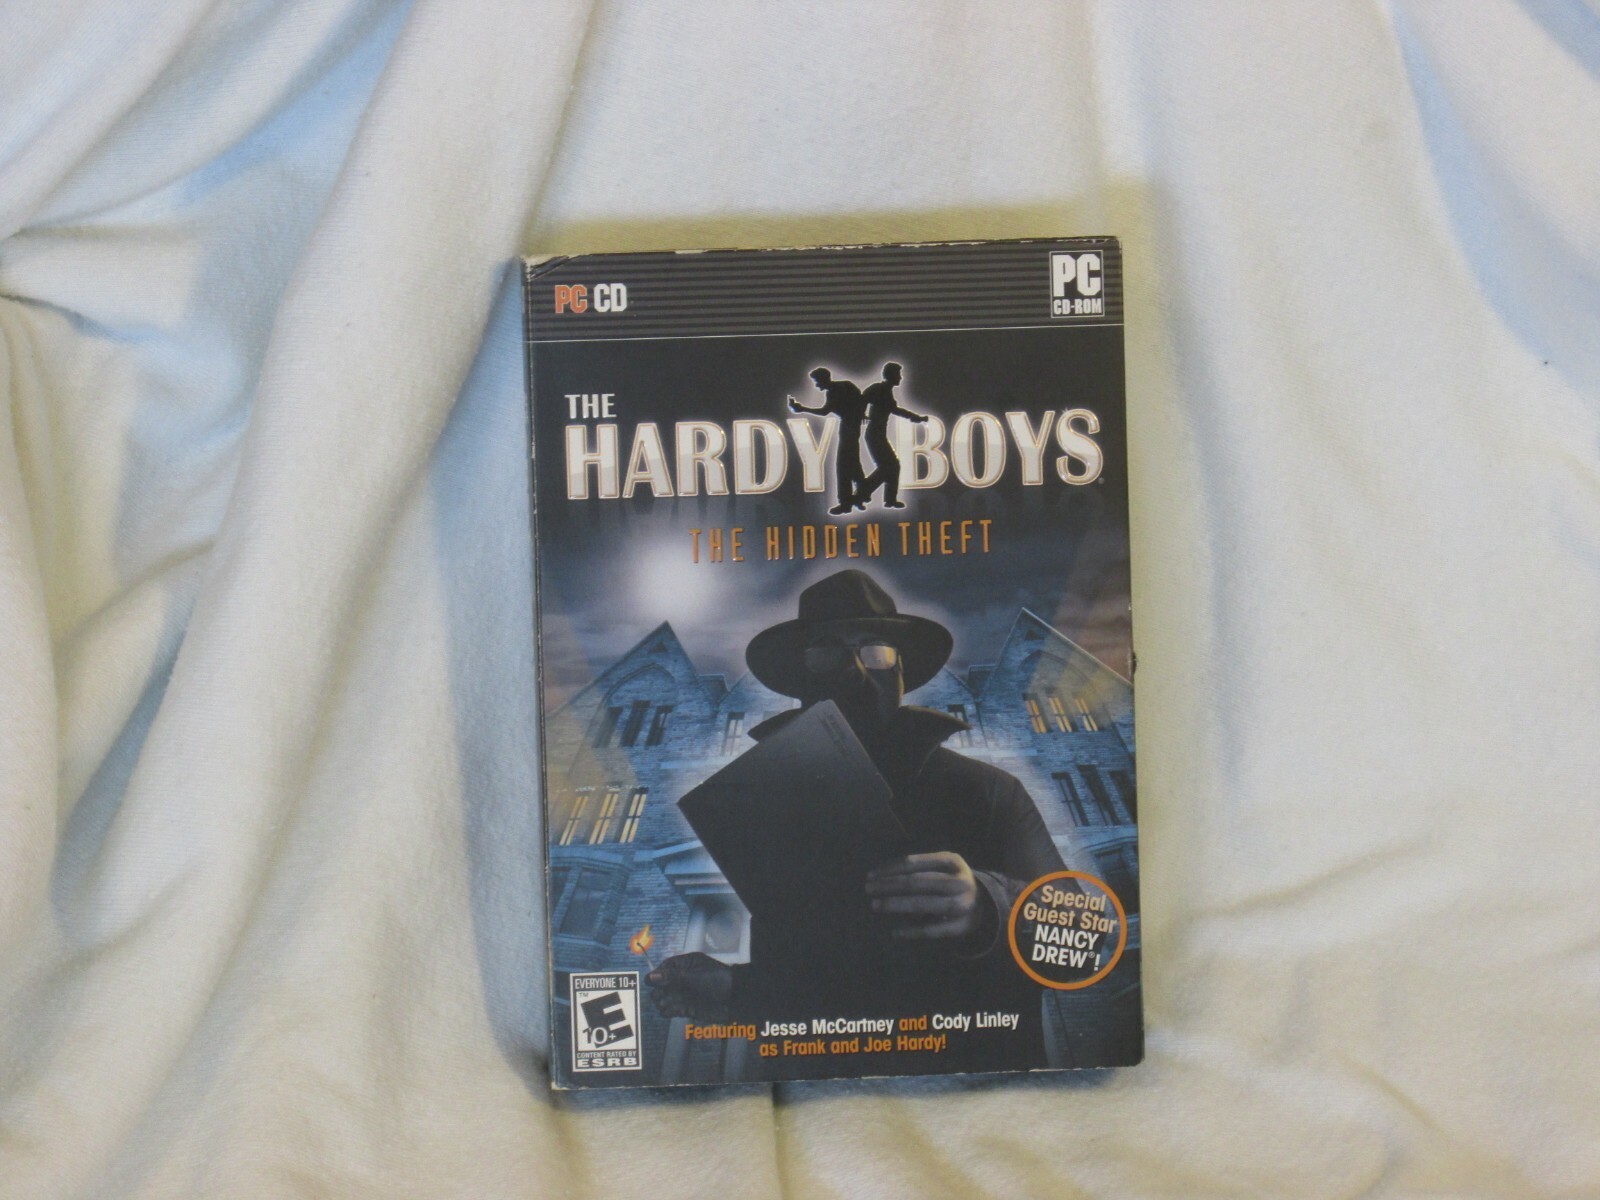 PC CD
PC
CD-ROM
THE
HARDY BOYS
THE HIDDEN THEFT
Special
Guest Star
NANCY
DREW®!
EVERYONE 10+
E
10+
CONTENT RATED BY
ESRB
Featuring Jesse McCartney and Cody Linley
as Frank and Joe Hardy!